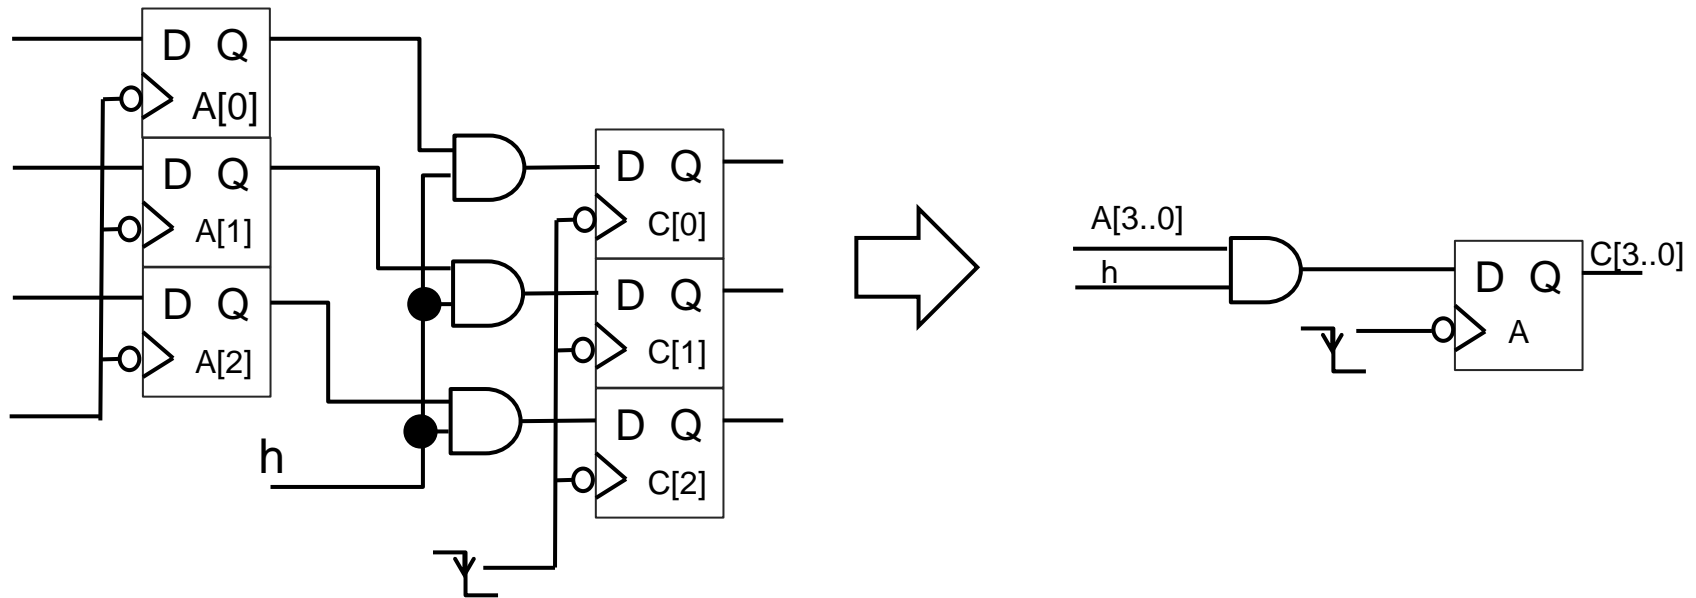 D Q
A[0]
D Q
A[1]
D Q
A[2]
h
D Q
C[0]
D Q
C[1]
D Q
C[2]
A[3..0]
h
D Q
A
C[3..0]